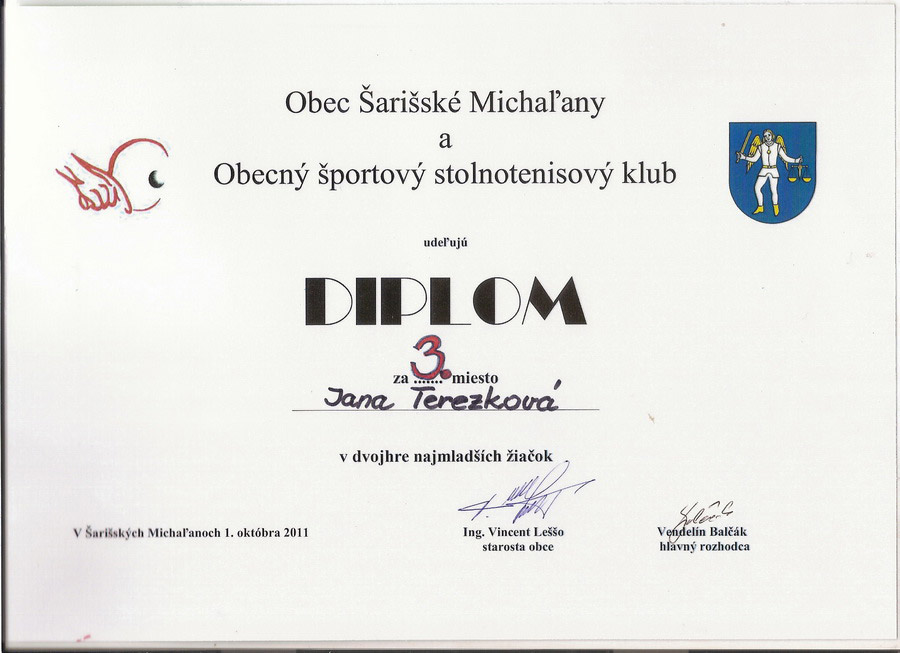 Obec Šarišské Michaľany
a
Obecný športový stolnotenisový klub
udeľujú
DIPLOM
za 3. miesto
Jana Terezková
v dvojhre najmladších žiačok
V Šarišských Michaľanoch 1. októbra 2011
Ing. Vincent Leššo
starosta obce
Vendelín Balčák
hlavný rozhodca